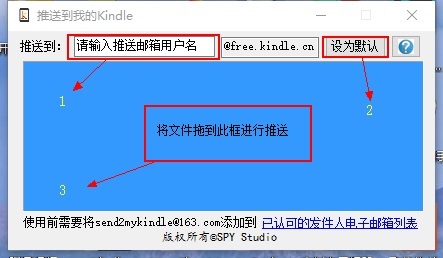 推送到我的Kindle
推送到： 请输入推送邮箱用户名 @free.kindle.cn 设为默认 ?
1
2
将文件拖到此框进行推送
3
使用前需要将send2mykindle@163.com添加到 已认可的发件人电子邮箱列表
版权所有©SPY Studio